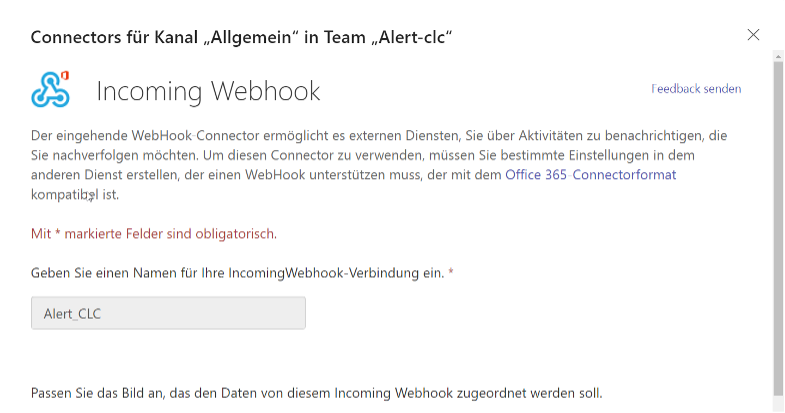 Connectors für Kanal „Allgemein“ in Team „Alert-clc“
Incoming Webhook
Feedback senden
Der eingehende WebHook-Connector ermöglicht es externen Diensten, Sie über Aktivitäten zu benachrichtigen, die
Sie nachverfolgen möchten. Um diesen Connector zu verwenden, müssen Sie bestimmte Einstellungen in dem
anderen Dienst erstellen, der einen WebHook unterstützen muss, der mit dem Office 365-Connectorformat
kompatibel ist.
Mit * markierte Felder sind obligatorisch.
Geben Sie einen Namen für Ihre IncomingWebhook-Verbindung ein. *
Alert_CLC
Passen Sie das Bild an, das den Daten von diesem Incoming Webhook zugeordnet werden soll.